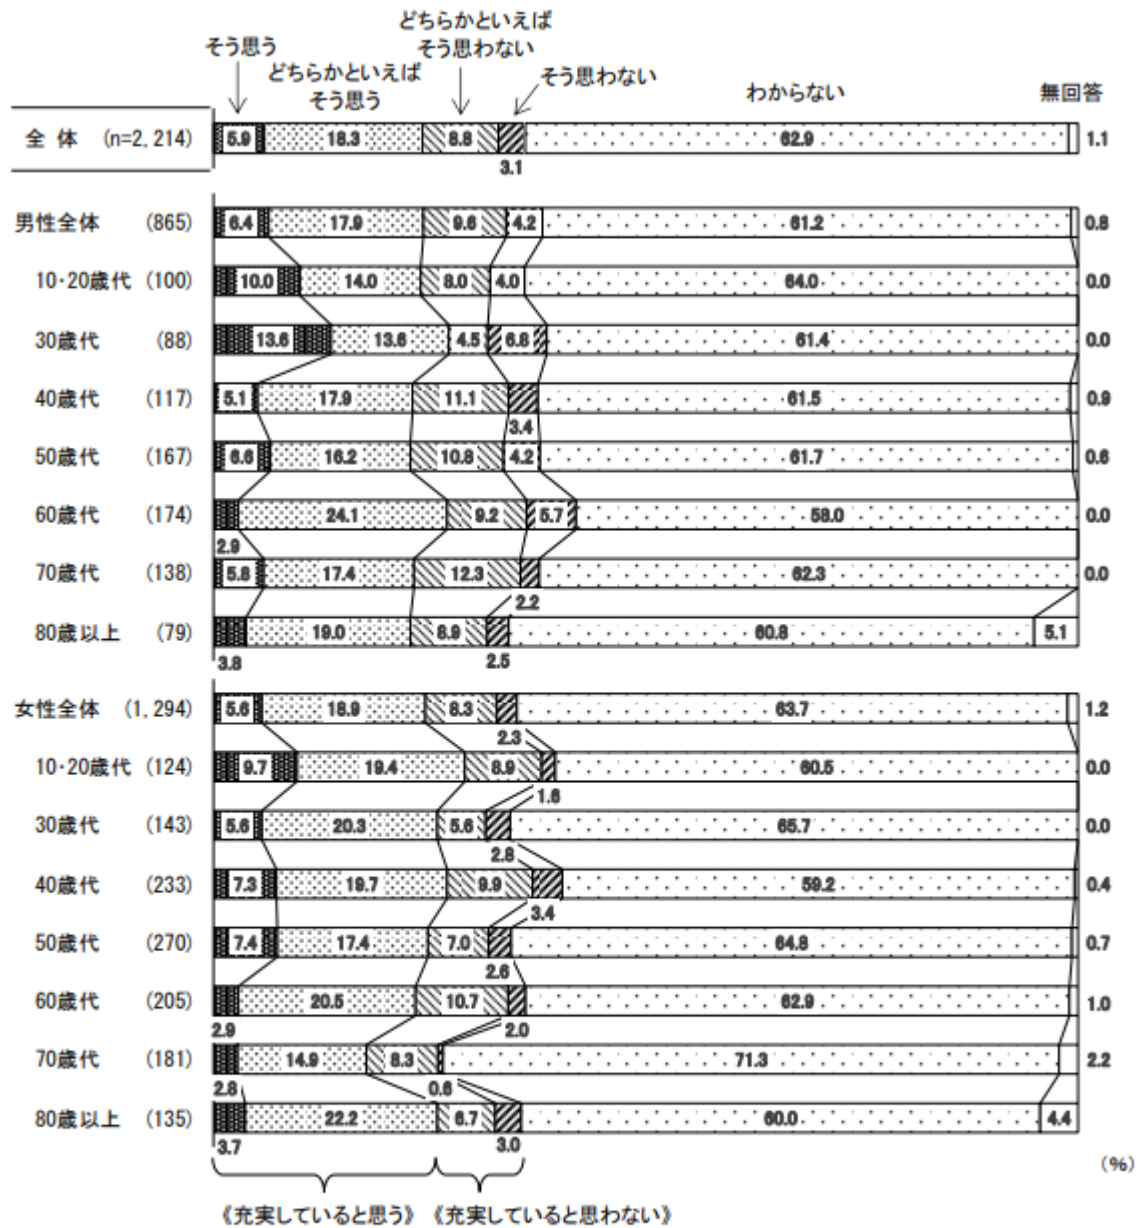 どちらかといえば
そう思う そう思わない
どちらかといえば そう思わない
そう思う わからない 無回答
全 体 (n=2,214) 5.9 18.3 8.8 62.9 1.1
3.1
男性全体 (865) 6.4 17.9 9.6 4.2 61.2 0.8
10・20歳代 (100) 10.0 14.0 8.0 4.0 64.0 0.0
30歳代 (88) 13.6 13.6 4.5 6.8 61.4 0.0
40歳代 (117) 5.1 17.9 11.1 61.5 0.9
3.4
50歳代 (167) 6.6 16.2 10.8 4.2 61.7 0.6
60歳代 (174) 24.1 9.2 5.7 58.0 0.0
2.9
70歳代 (138) 5.8 17.4 12.3 62.3 0.0
2.2
80歳以上 (79) 19.0 8.9 60.8 5.1
3.8 2.5
女性全体 (1,294) 5.6 18.9 8.3 63.7 1.2
2.3
10・20歳代 (124) 9.7 19.4 8.9 60.5 0.0
1.6
30歳代 (143) 5.6 20.3 5.6 65.7 0.0
2.8
40歳代 (233) 7.3 19.7 9.9 59.2 0.4
3.4
50歳代 (270) 7.4 17.4 7.0 64.8 0.7
2.6
60歳代 (205) 20.5 10.7 62.9 1.0
2.9 2.0
70歳代 (181) 14.9 8.3 71.3 2.2
2.8 0.6
80歳以上 (135) 22.2 6.7 60.0 4.4
3.7 3.0
(%)
《充実していると思う》 《充実していると思わない》